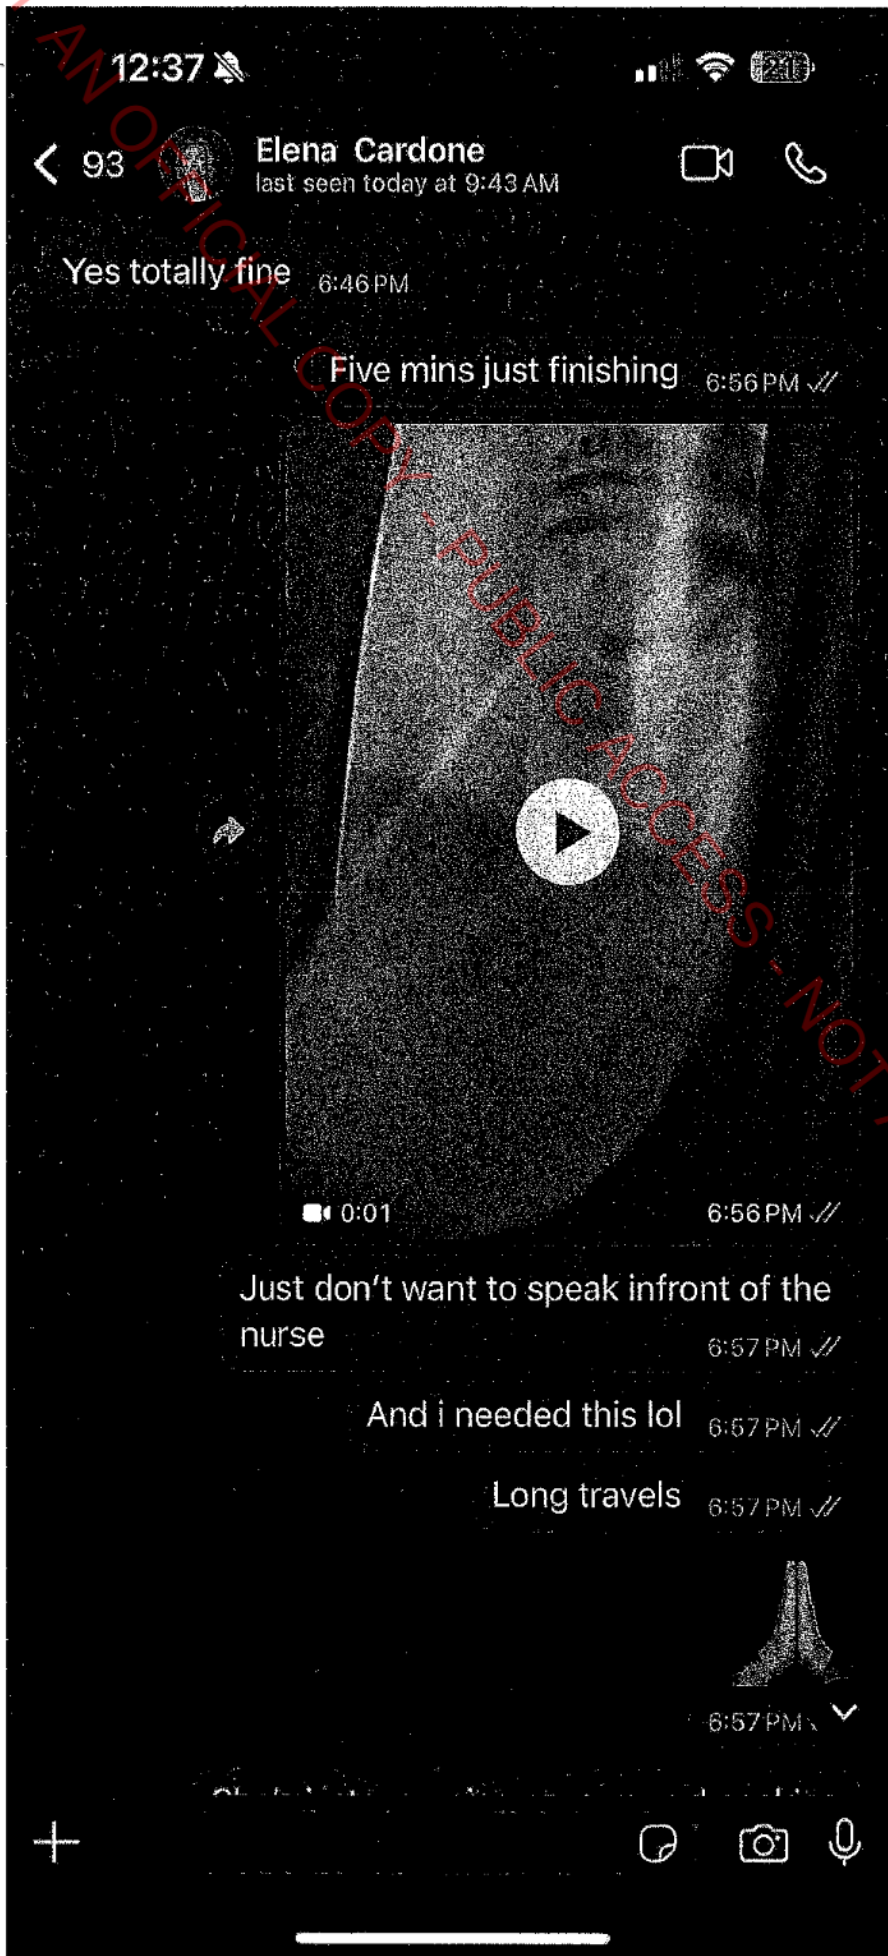 12:37
21
93
Elena Cardone
last seen today at 9:43 AM
Yes totally fine 6:46 PM
Five mins just finishing 6:56 PM
0:01 6:56 PM
Just don't want to speak infront of the
nurse 6:57 PM
And i needed this lol 6:57 PM
Long travels 6:57 PM
6:57 PM
AN OFFICIAL COPY - PUBLIC ACCESS - NOT